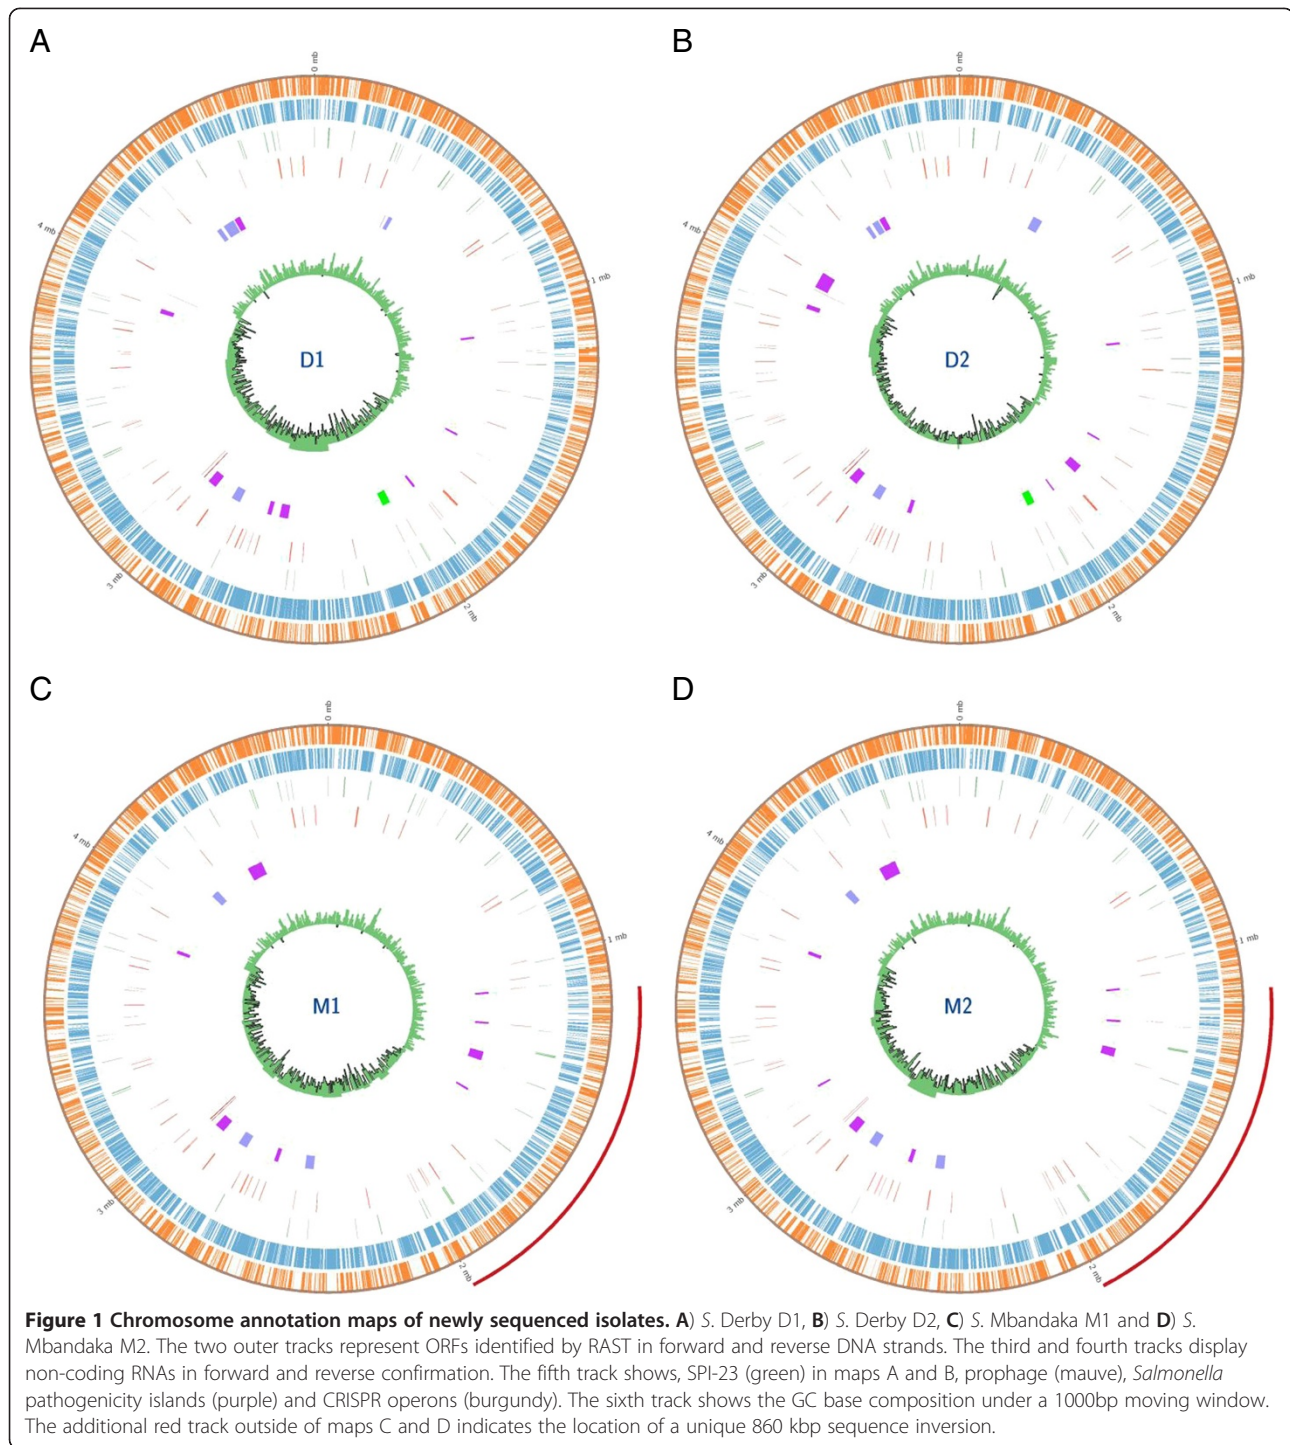 A
B
0 mb
0 mb
4 mb
1 mb
4 mb
1 mb
D1
D2
3 mb
2 mb
3 mb
2 mb
C
D
0 mb
0 mb
4 mb
1 mb
4 mb
1 mb
M1
M2
3 mb
2 mb
3 mb
2 mb
Figure 1 Chromosome annotation maps of newly sequenced isolates. A) S. Derby D1, B) S. Derby D2, C) S. Mbandaka M1 and D) S.
Mbandaka M2. The two outer tracks represent ORFs identified by RAST in forward and reverse DNA strands. The third and fourth tracks display
non-coding RNAs in forward and reverse confirmation. The fifth track shows, SPI-23 (green) in maps A and B, prophage (mauve), Salmonella
pathogenicity islands (purple) and CRISPR operons (burgundy). The sixth track shows the GC base composition under a 1000bp moving window.
The additional red track outside of maps C and D indicates the location of a unique 860 kbp sequence inversion.